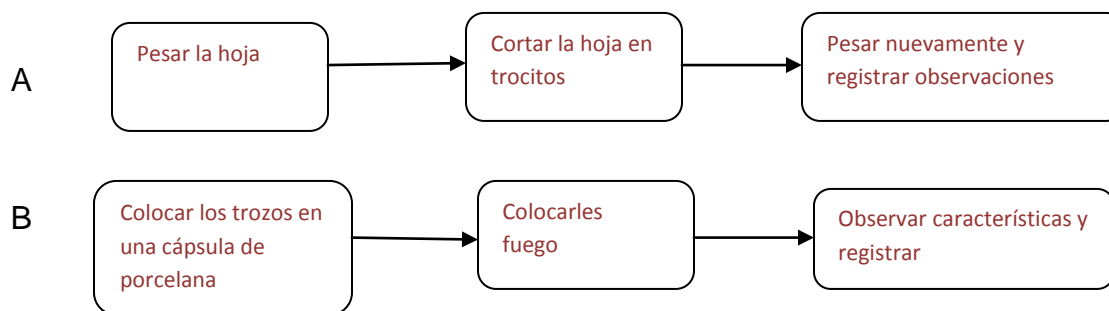 A
Pesar la hoja
Cortar la hoja en
trocitos
Pesar nuevamente y
registrar observaciones
B
Colocar los trozos en
una cápsula de
porcelana
Colocarles
fuego
Observar características y
registrar